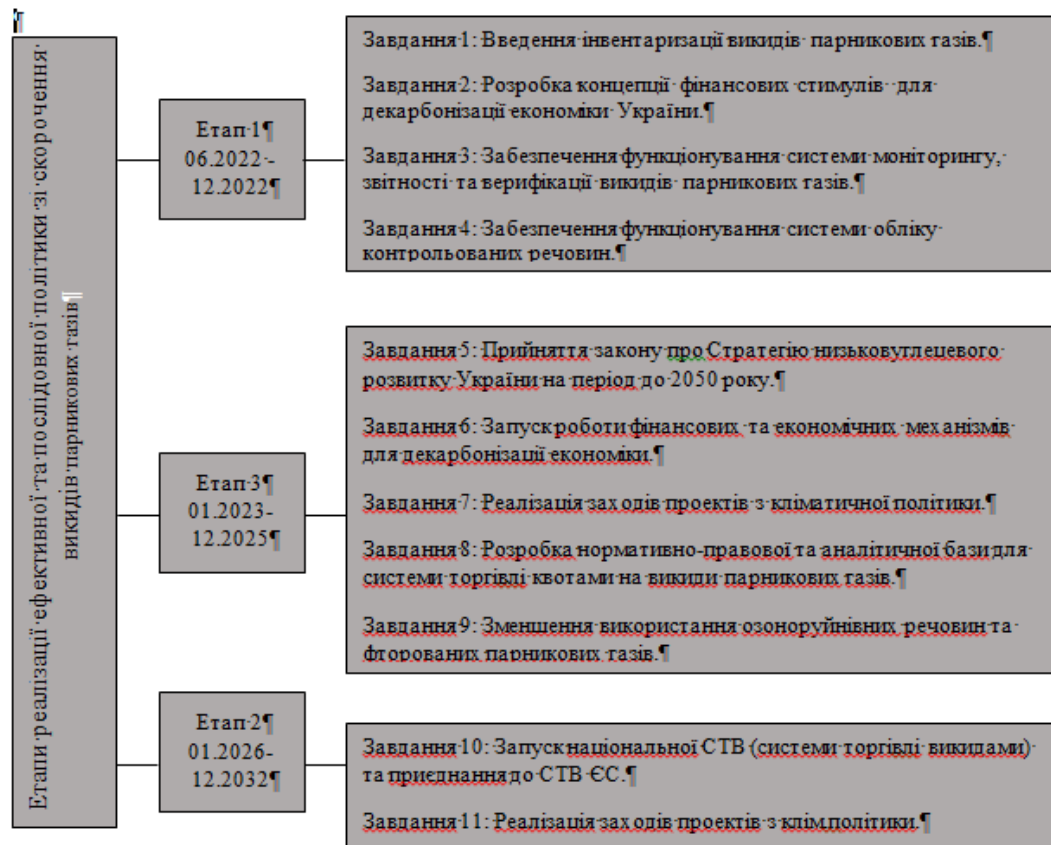 Етапи реалізації ефективної та послідовної політики зі скорочення
викидів парникових газів¶
Етап 1¶
06.2022 -
12.2022¶
Завдання 1: Введення інвентаризації викидів парникових газів.¶
Завдання 2: Розробка концепції фінансових стимулів для
декарбонізації економіки України.¶
Завдання 3: Забезпечення функціонування системи моніторингу,
звітності та верифікації викидів парникових газів.¶
Завдання 4: Забезпечення функціонування системи обліку
контрольованих речовин.¶
Етап 3¶
01.2023-
12.2025¶
Завдання 5: Прийняття закону про Стратегію низьковуглецевого
розвитку України на період до 2050 року.¶
Завдання 6: Запуск роботи фінансових та економічних механізмів
для декарбонізації економіки.¶
Завдання 7: Реалізація заходів проектів з кліматичної політики.¶
Завдання 8: Розробка нормативно-правової та аналітичної бази для
системи торгівлі квотами на викиди парникових газів.¶
Завдання 9: Зменшення використання озоноруйнівних речовин та
фторованих парникових газів.¶
Етап 2¶
01.2026-
12.2032¶
Завдання 10: Запуск національної СТВ (системи торгівлі викидами)
та приєднання до СТВ ЄС.¶
Завдання 11: Реалізація заходів проектів з клім.політики.¶